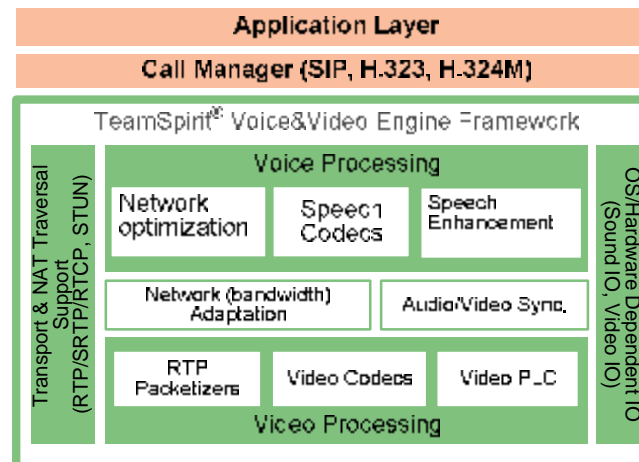 Application Layer
Call Manager (SIP, H.323, H-324M)
TeamSpirit® Voice&Video Engine Framework
Transport & NAT Traversal
Support
(RTP/SRTP/RTCP, STUN)
Voice Processing
Network
optimization
Speech
Codecs
Speech
Enhancement
Network (bandwidth)
Adaptation
Audio/Video Sync.
RTP
Packetizers
Video Codecs
Video PLC
Video Processing
OS/Hardware Dependent IO
(Sound IO, Video IO)